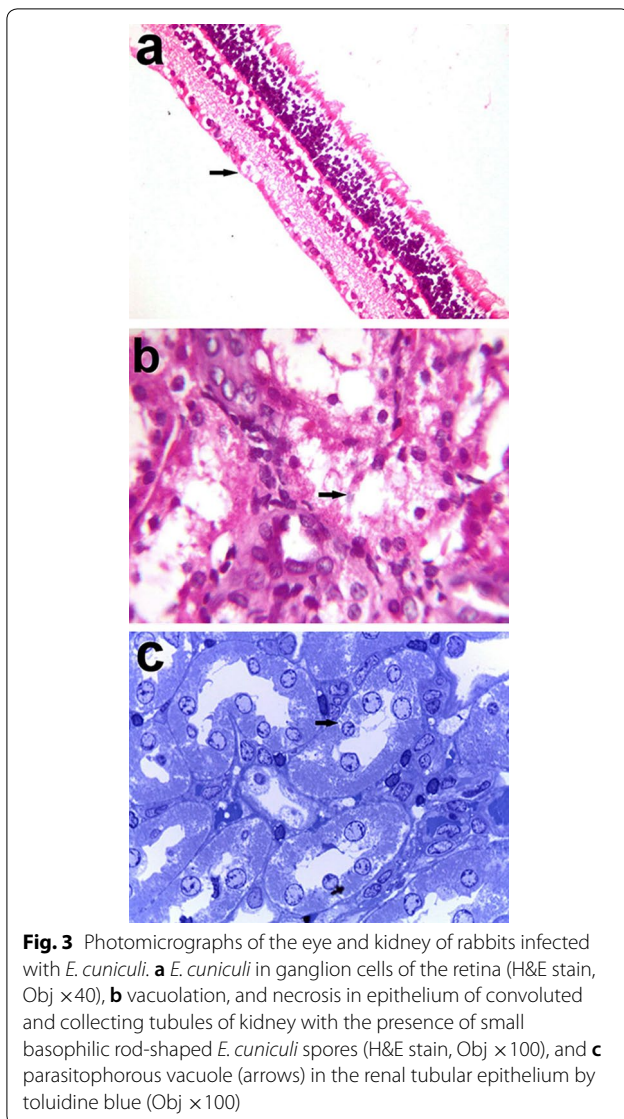 a
b
c
Fig. 3 Photomicrographs of the eye and kidney of rabbits infected
with E. cuniculi. a E. cuniculi in ganglion cells of the retina (H&E stain,
Obj ×40), b vacuolation, and necrosis in epithelium of convoluted
and collecting tubules of kidney with the presence of small
basophilic rod-shaped E. cuniculi spores (H&E stain, Obj ×100), and c
parasitophorous vacuole (arrows) in the renal tubular epithelium by
toluidine blue (Obj ×100)